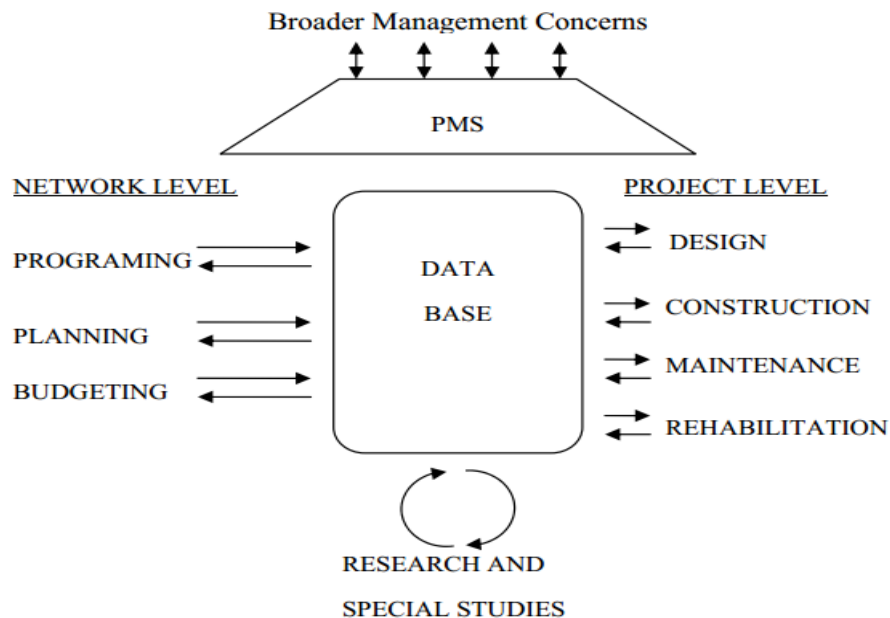 Broader Management Concerns
PMS
NETWORK LEVEL
PROJECT LEVEL
PROGRAMING
PLANNING
BUDGETING
DATA
BASE
DESIGN
CONSTRUCTION
MAINTENANCE
REHABILITATION
RESEARCH AND
SPECIAL STUDIES